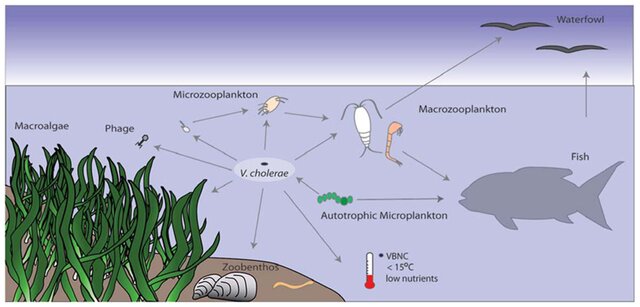 Waterfowl
Microzooplankton
Macrozooplankton
Phage
Macroalgae
Fish
V. cholerae
Autotrophic Microplankton
Zoobenthos
VBNC
< 15°C
low nutrients